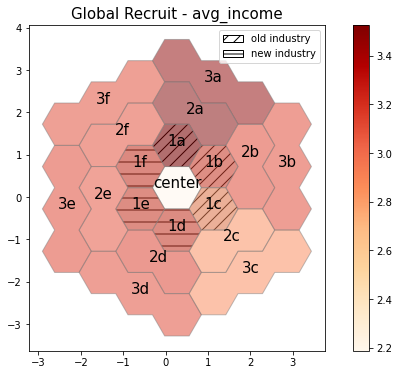 Global Recruit - avg_income
old industry
new industry
3a
3f
2a
2f
1a
2b
3b
1f
1b
center
2e
3e
1e
1c
1d
2c
2d
3c
3d
4
3
2
1
0
−1
−2
−3
−3
−2
−1
0
1
2
3
3.4
3.2
3.0
2.8
2.6
2.4
2.2